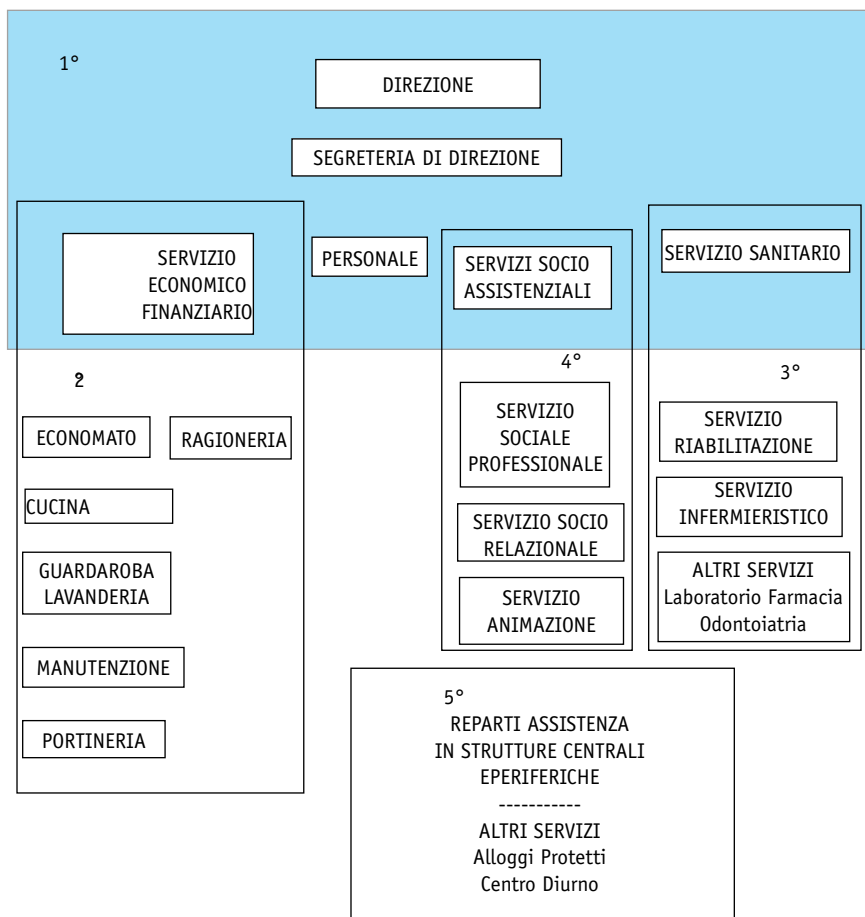 1°
DIREZIONE
SEGRETERIA DI DIREZIONE
SERVIZIO
ECONOMICO
FINANZIARIO
PERSONALE
SERVIZI SOCIO
ASSISTENZIALI
SERVIZIO SANITARIO
2
ECONOMATO
RAGIONERIA
CUCINA
GUARDAROBA
LAVANDERIA
MANUTENZIONE
PORTINERIA
4°
SERVIZIO
SOCIALE
PROFESSIONALE
SERVIZIO SOCIO
RELAZIONALE
SERVIZIO
ANIMAZIONE
3°
SERVIZIO
RIABILITAZIONE
SERVIZIO
INFERMIERISTICO
ALTRI SERVIZI
Laboratorio Farmacia
Odontoiatria
5°
REPARTI ASSISTENZA
IN STRUTTURE CENTRALI
EPERIFERICHE
-----------
ALTRI SERVIZI
Alloggi Protetti
Centro Diurno